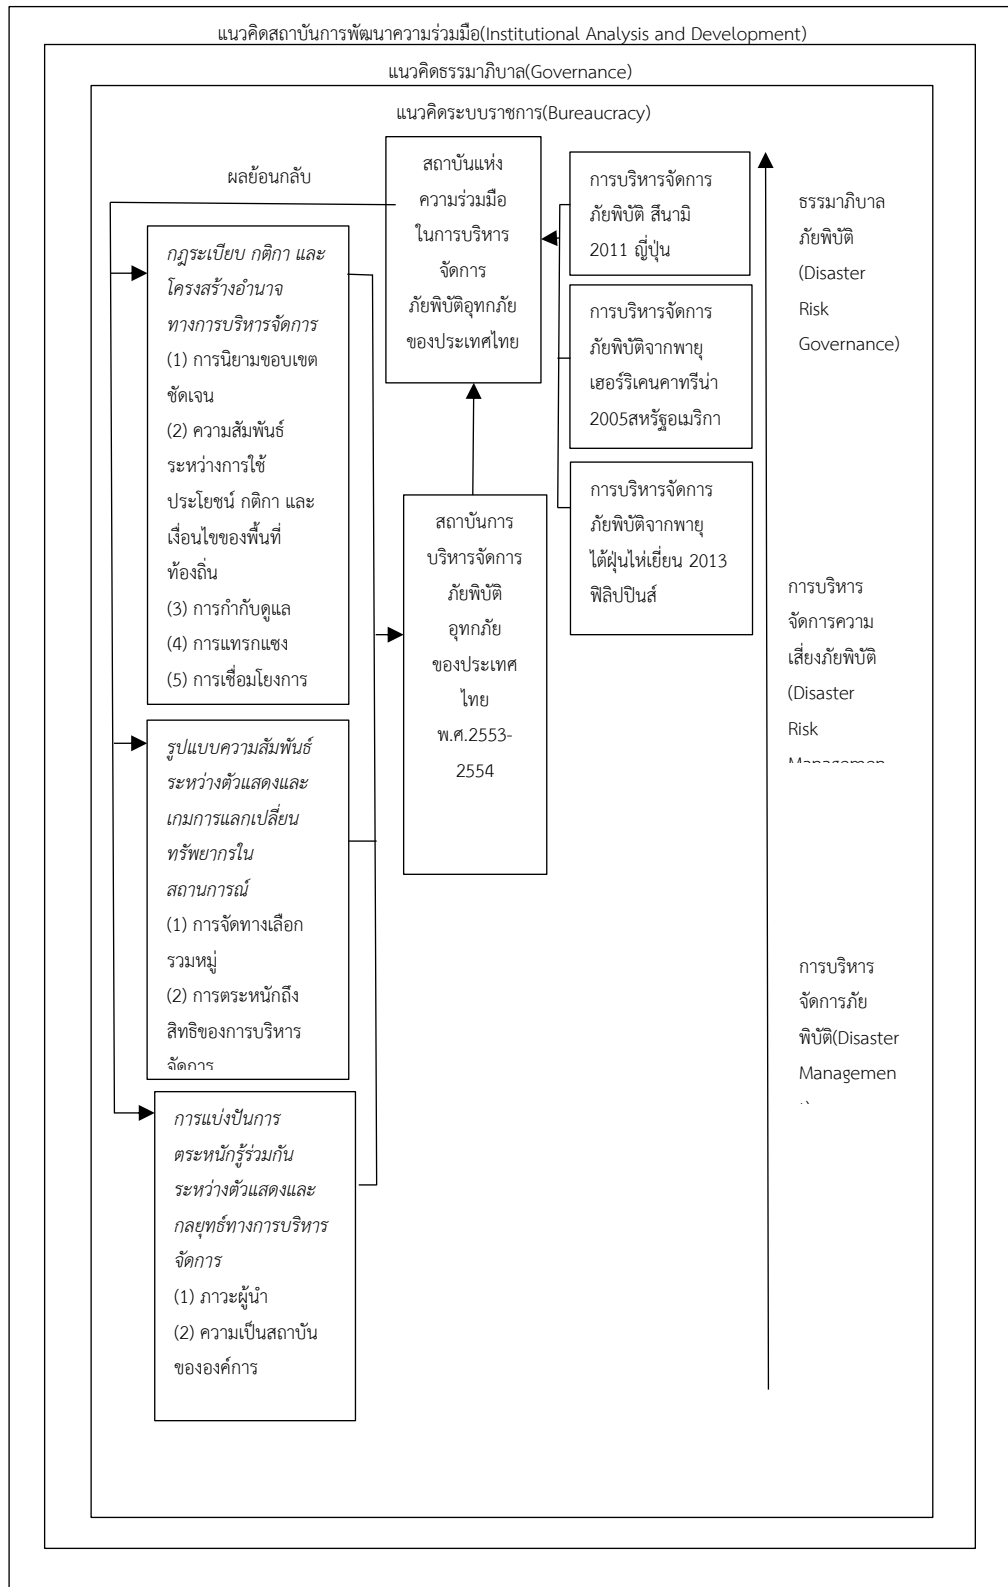 แนวคิดสถาบันการพัฒนาความร่วมมือ(Institutional Analysis and Development)
แนวคิดธรรมาภิบาล(Governance)
แนวคิดระบบราชการ(Bureaucracy)
ผลย้อนกลับ
กฎระเบียบ กติกา และ
โครงสร้างอำนาจ
ทางการบริหารจัดการ
(1) การนิยามขอบเขต
ชัดเจน
(2) ความสัมพันธ์
ระหว่างการใช้
ประโยชน์ กติกา และ
เงื่อนไขของพื้นที่
ท้องถิ่น
(3) การกำกับดูแล
(4) การแทรกแซง
(5) การเชื่อมโยงการ
รูปแบบความสัมพันธ์
ระหว่างตัวแสดงและ
เกมการแลกเปลี่ยน
ทรัพยากรใน
สถานการณ์
(1) การจัดทางเลือก
รวมหมู่
(2) การตระหนักถึง
สิทธิของการบริหาร
จัดการ
การแบ่งปันการ
ตระหนักรู้ร่วมกัน
ระหว่างตัวแสดงและ
กลยุทธ์ทางการบริหาร
จัดการ
(1) ภาวะผู้นำ
(2) ความเป็นสถาบัน
ขององค์การ
สถาบันแห่ง
ความร่วมมือ
ในการบริหาร
จัดการ
ภัยพิบัติอุทกภัย
ของประเทศไทย
สถาบันการ
บริหารจัดการ
ภัยพิบัติ
อุทกภัย
ของประเทศ
ไทย
พ.ศ.2553-
2554
การบริหารจัดการ
ภัยพิบัติ สึนามิ
2011 ญี่ปุ่น
การบริหารจัดการ
ภัยพิบัติจากพายุ
เฮอร์ริเคนคาทรีน่า
2005สหรัฐอเมริกา
การบริหารจัดการ
ภัยพิบัติจากพายุ
ไต้ฝุ่นไห่เยี่ยน 2013
ฟิลิปปินส์
ธรรมาภิบาล
ภัยพิบัติ
(Disaster
Risk
Governance)
การบริหาร
จัดการความ
เสี่ยงภัยพิบัติ
(Disaster
Risk
Managemen
การบริหาร
จัดการภัย
พิบัติ(Disaster
Managemen